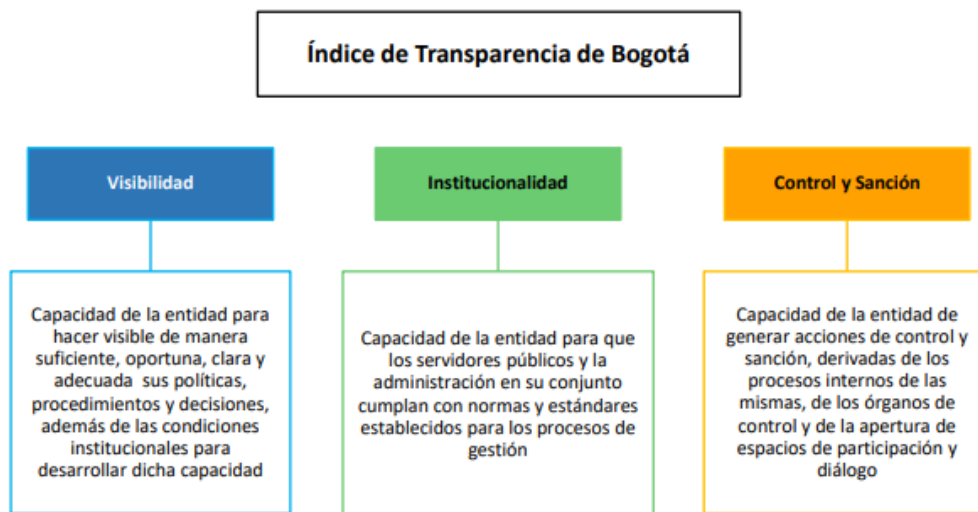 Índice de Transparencia de Bogotá
Visibilidad
Institucionalidad
Control y Sanción
Capacidad de la entidad para
hacer visible de manera
suficiente, oportuna, clara y
adecuada sus políticas,
procedimientos y decisiones,
además de las condiciones
institucionales para
desarrollar dicha capacidad
Capacidad de la entidad para que
los servidores públicos y la
administración en su conjunto
cumplan con normas y estándares
establecidos para los procesos de
gestión
Capacidad de la entidad de
generar acciones de control y
sanción, derivadas de los
procesos internos de las
mismas, de los órganos de
control y de la apertura de
espacios de participación y
diálogo